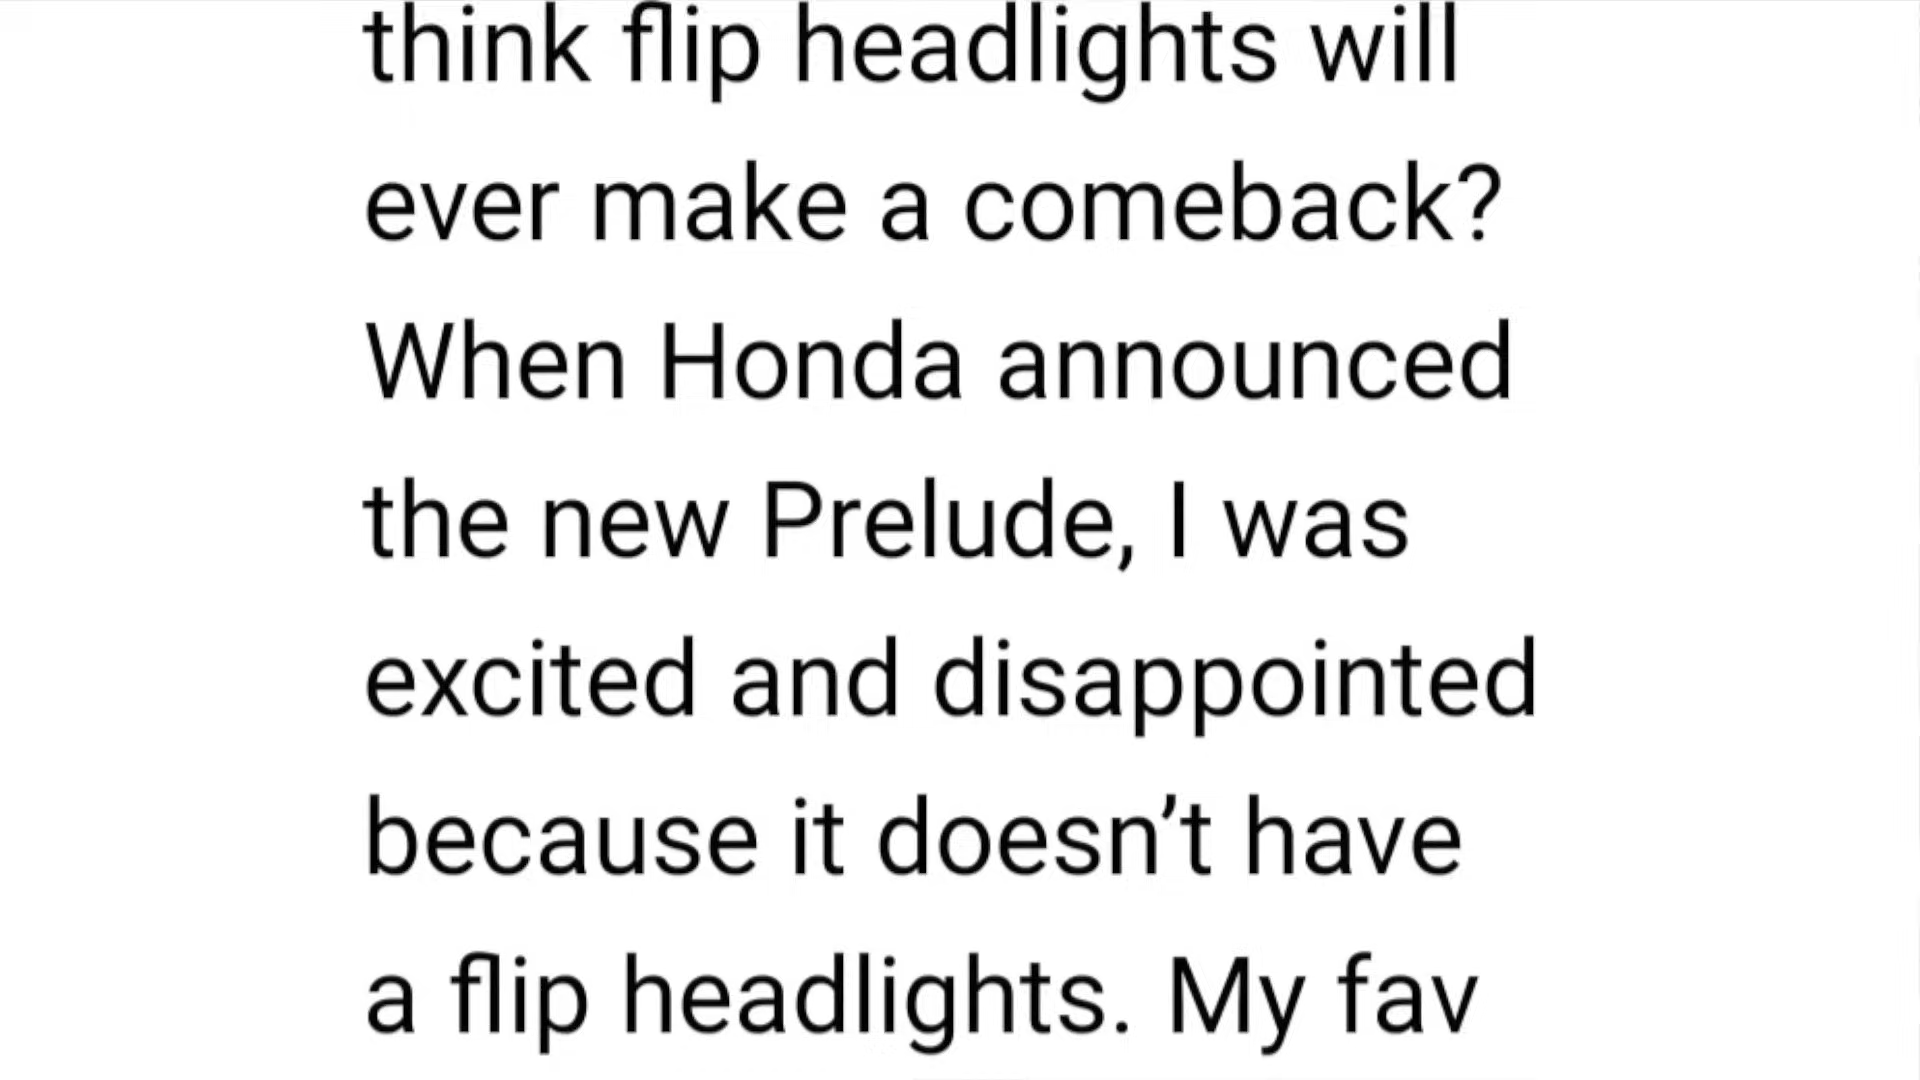 think flip headlights will
ever make a comeback?
When Honda announced
the new Prelude, I was
excited and disappointed
because it doesn’t have
a flip headlights. My fav